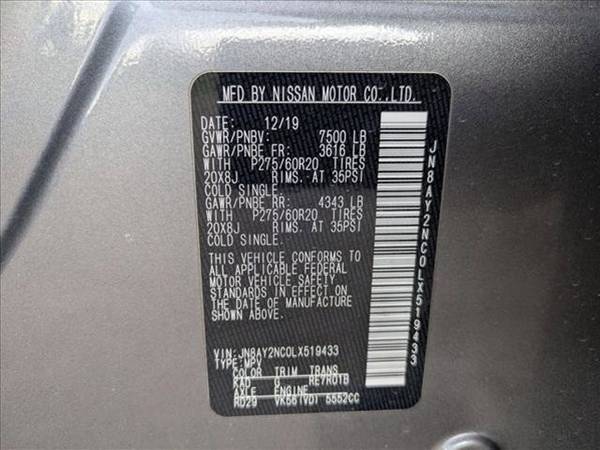 MFD BY NISSAN MOTOR CO.,LTD.
DATE: 12/19
GVWR/PNBV: 7500 LB
GAWR/PNBE FR: 3616 LB
WITH P275/60R20 TIRES
20X8J RIMS. AT 35PSI
COLD SINGLE.
GAWR/PNBE RR: 4343 LB
WITH P275/60R20 TIRES
20X8J RIMS. AT 35PSI
COLD SINGLE.
THIS VEHICLE CONFORMS TO
ALL APPLICABLE FEDERAL
MOTOR VEHICLE SAFETY
STANDARDS IN EFFECT ON
THE DATE OF MANUFACTURE
SHOWN ABOVE.
VIN:JN8AY2NC0LX519433
TYPE:MPV
COLOR TRIM TRANS
KAD G RE7R01B
AXLE ENGINE
RD29 VK56(VD) 5552CC
JN8AY2NC0LX519433